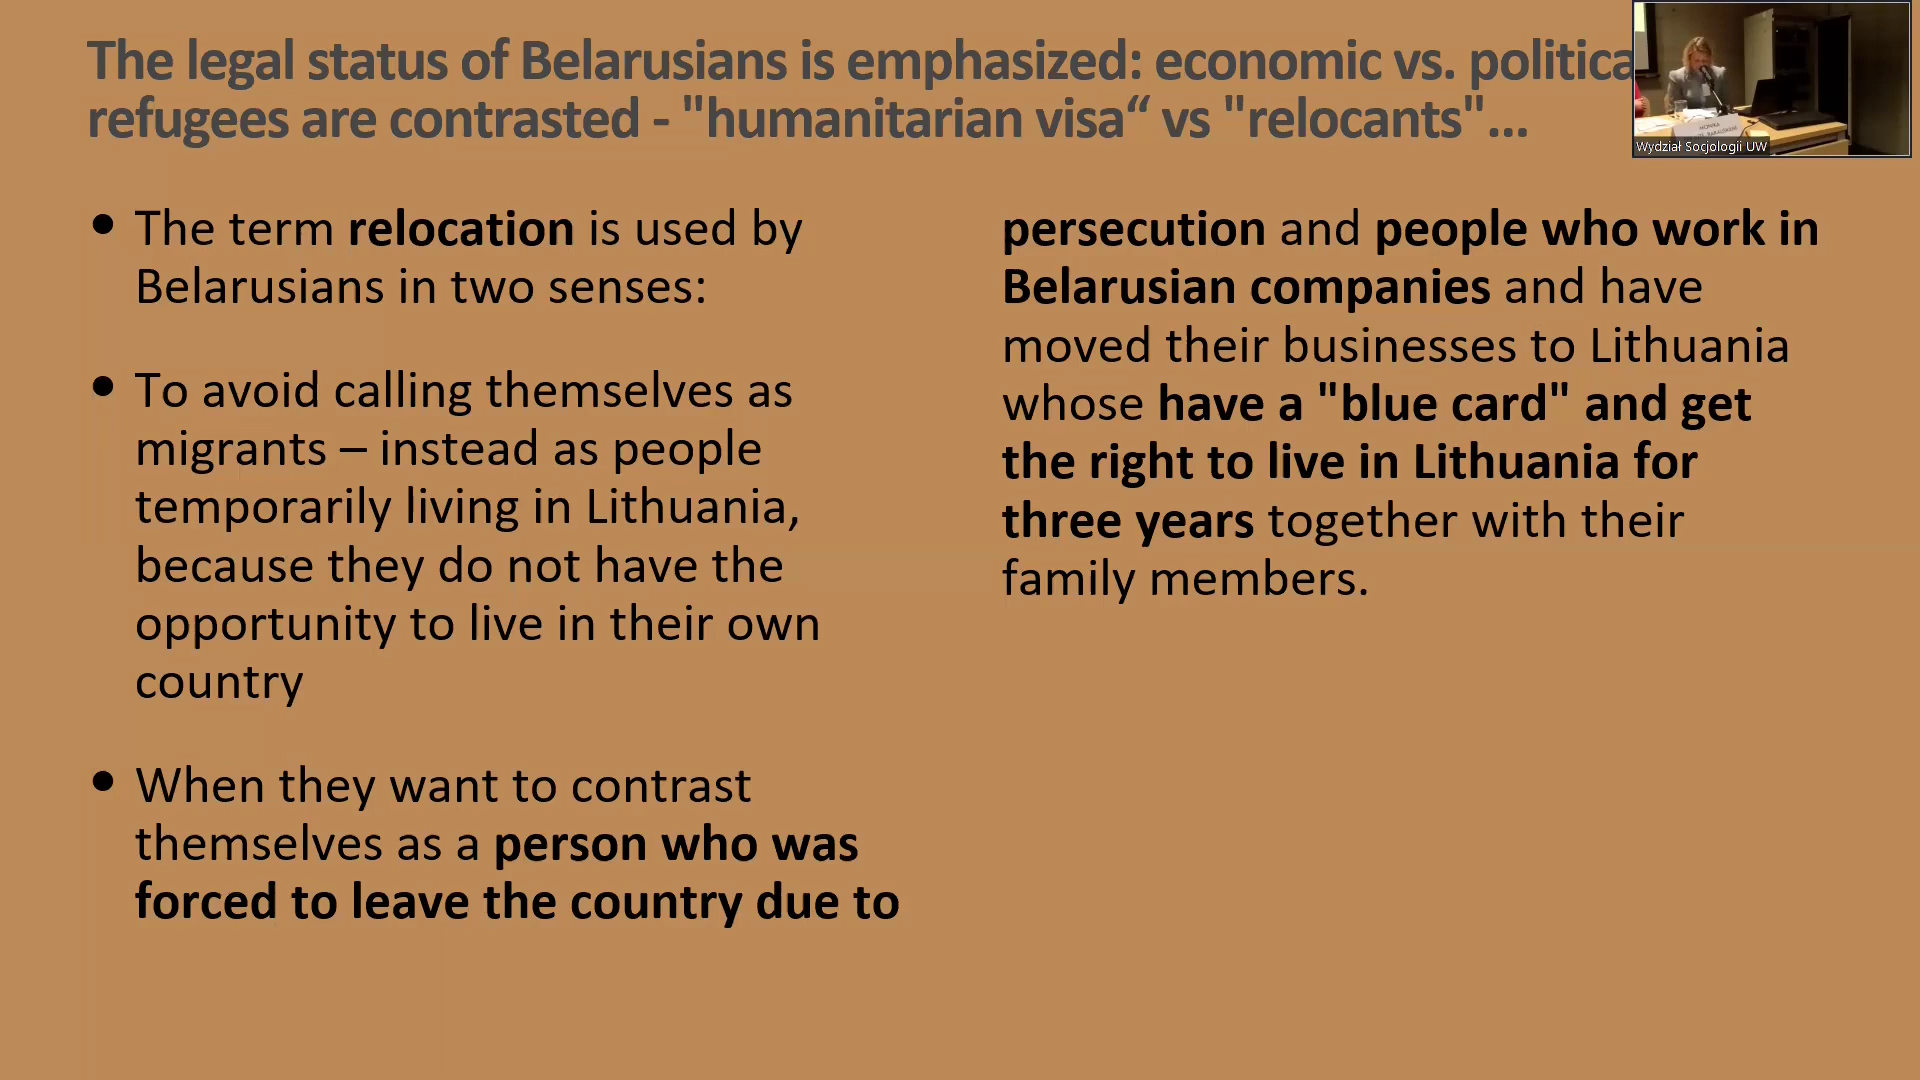 The legal status of Belarusians is emphasized: economic vs. politica
refugees are contrasted - "humanitarian visa“ vs "relocants"...
Wydział Socjologii UW
MONIKA
• The term relocation is used by
Belarusians in two senses:
• To avoid calling themselves as
migrants – instead as people
temporarily living in Lithuania,
because they do not have the
opportunity to live in their own
country
• When they want to contrast
themselves as a person who was
forced to leave the country due to
persecution and people who work in
Belarusian companies and have
moved their businesses to Lithuania
whose have a "blue card" and get
the right to live in Lithuania for
three years together with their
family members.